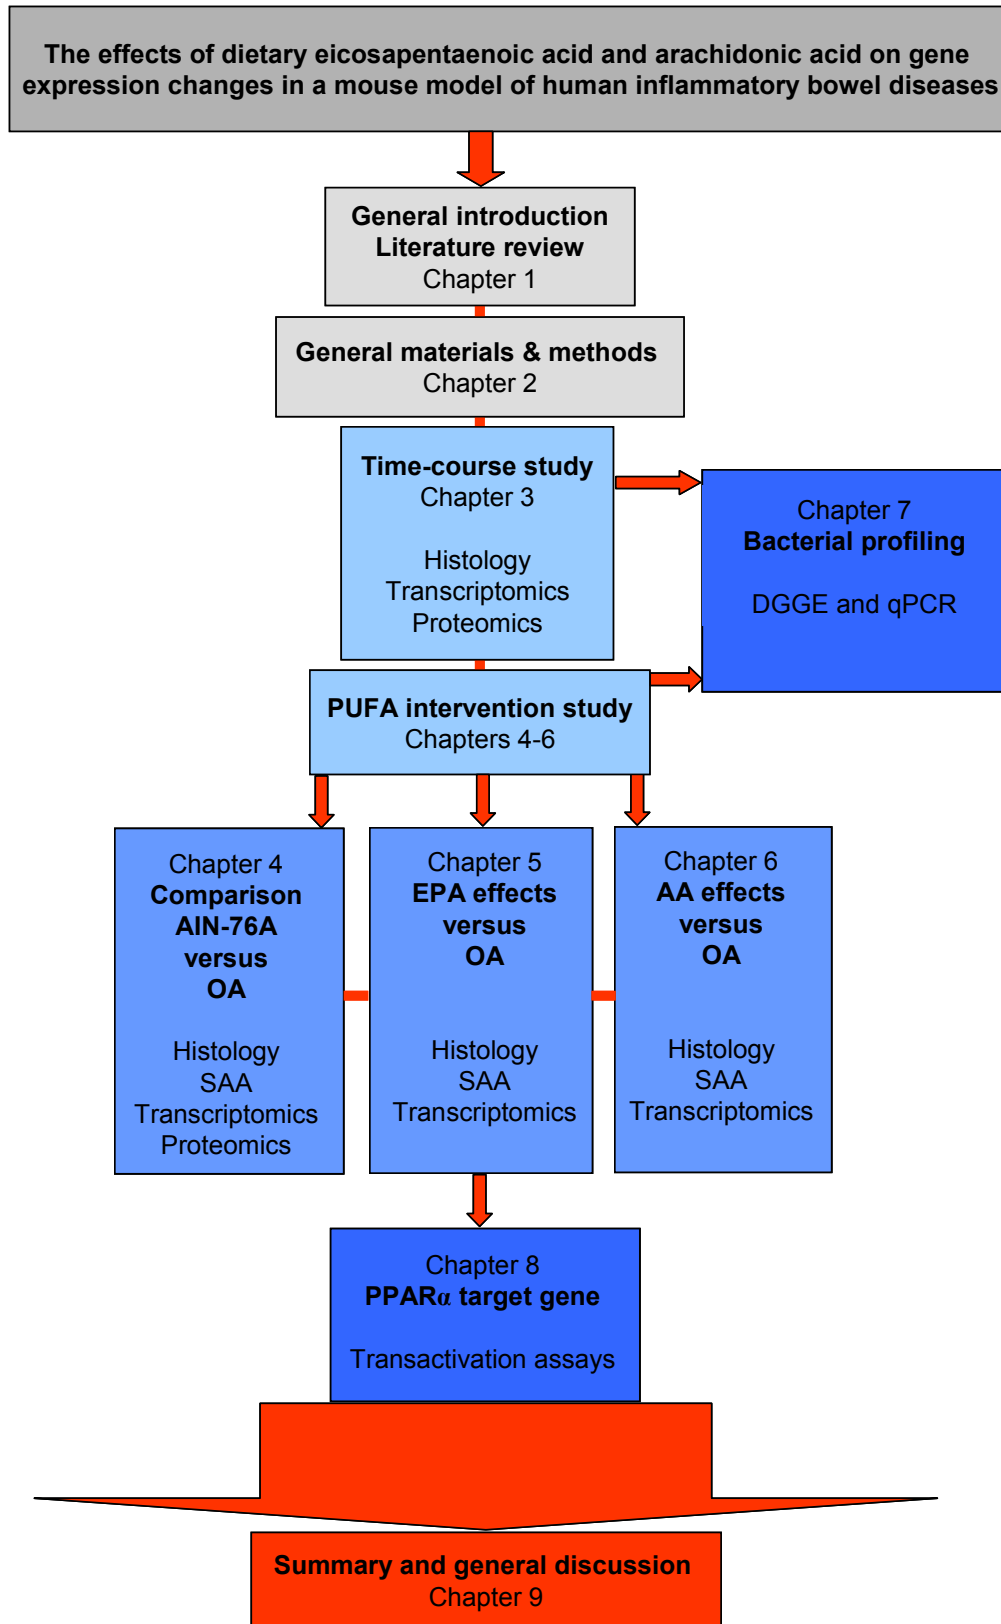 The effects of dietary eicosapentaenoic acid and arachidonic acid on gene
expression changes in a mouse model of human inflammatory bowel diseases
General introduction
Literature review
Chapter 1
General materials & methods
Chapter 2
Time-course study
Chapter 3
Histology
Transcriptomics
Proteomics
Chapter 7
Bacterial profiling
DGGE and qPCR
PUFA intervention study
Chapters 4-6
Chapter 4
Comparison
AIN-76A
versus
OA
Histology
SAA
Transcriptomics
Proteomics
Chapter 5
EPA effects
versus
OA
Histology
SAA
Transcriptomics
Chapter 6
AA effects
versus
OA
Histology
SAA
Transcriptomics
Chapter 8
PPARα target gene
Transactivation assays
Summary and general discussion
Chapter 9